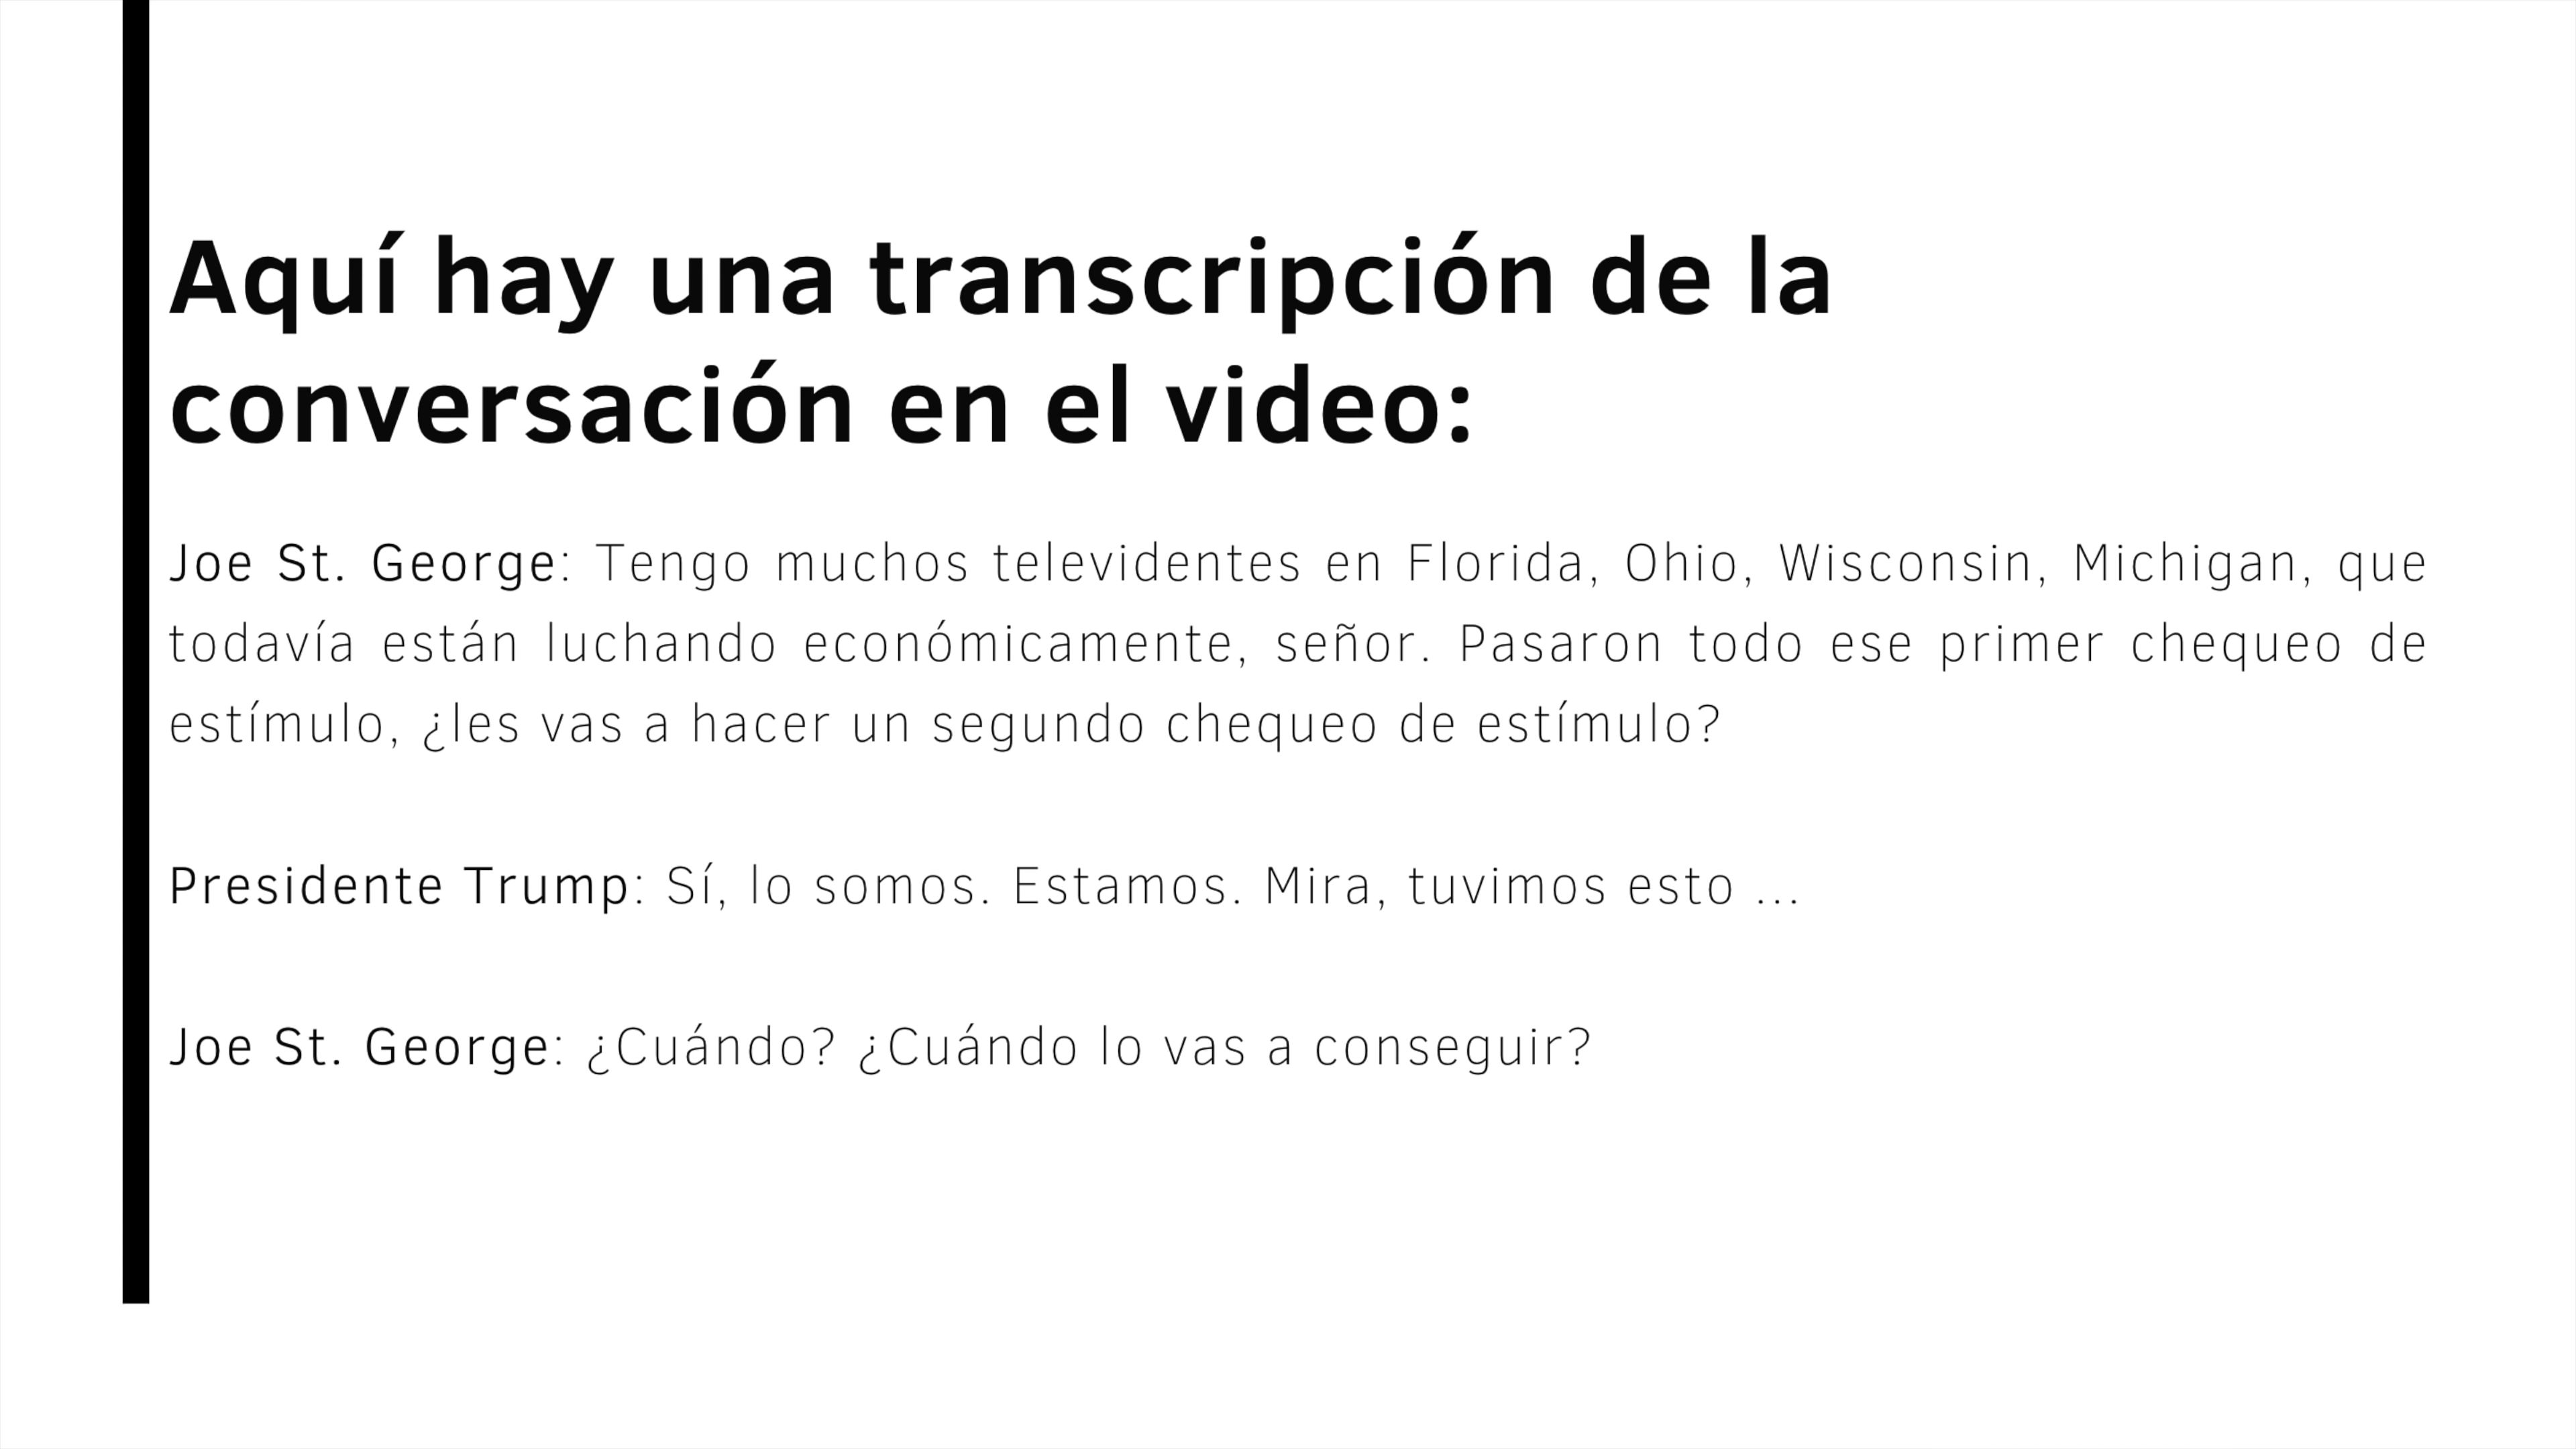 Aquí hay una transcripción de la
conversación en el video:
Joe St. George: Tengo muchos televidentes en Florida, Ohio, Wisconsin, Michigan, que
todavía están luchando económicamente, señor. Pasaron todo ese primer chequeo de
estímulo, ¿les vas a hacer un segundo chequeo de estímulo?
Presidente Trump: Sí, lo somos. Estamos. Mira, tuvimos esto ...
Joe St. George: ¿Cuándo? ¿Cuándo lo vas a conseguir?